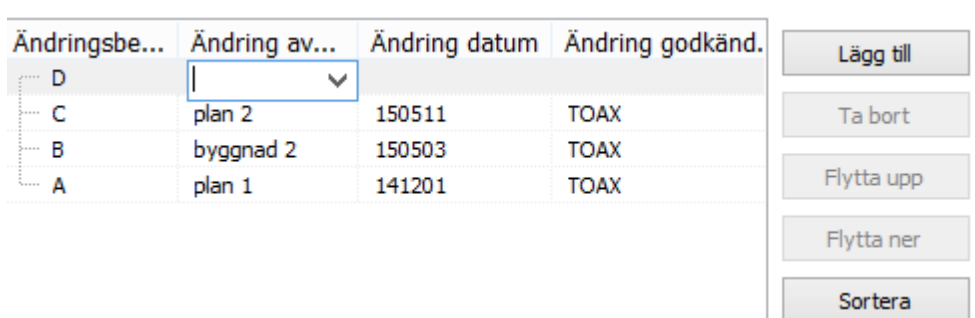 Ändringsbe... Ändring av... Ändring datum Ändring godkänd.
D
C plan 2 150511 TOAX
B byggnad 2 150503 TOAX
A plan 1 141201 TOAX
Lägg till
Ta bort
Flytta upp
Flytta ner
Sortera